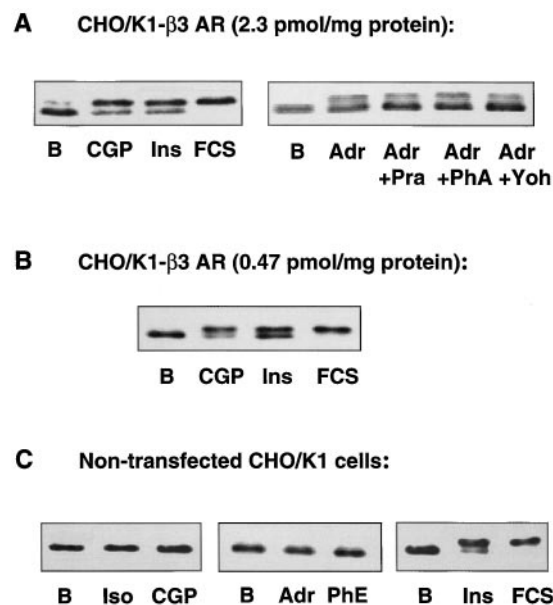 A CHO/K1-β3 AR (2.3 pmol/mg protein):
B CGP Ins FCS
B Adr Adr Adr Adr
+Pra +PhA +Yoh
B CHO/K1-β3 AR (0.47 pmol/mg protein):
B CGP Ins FCS
C Non-transfected CHO/K1 cells:
B Iso CGP
B Adr PhE
B Ins FCS